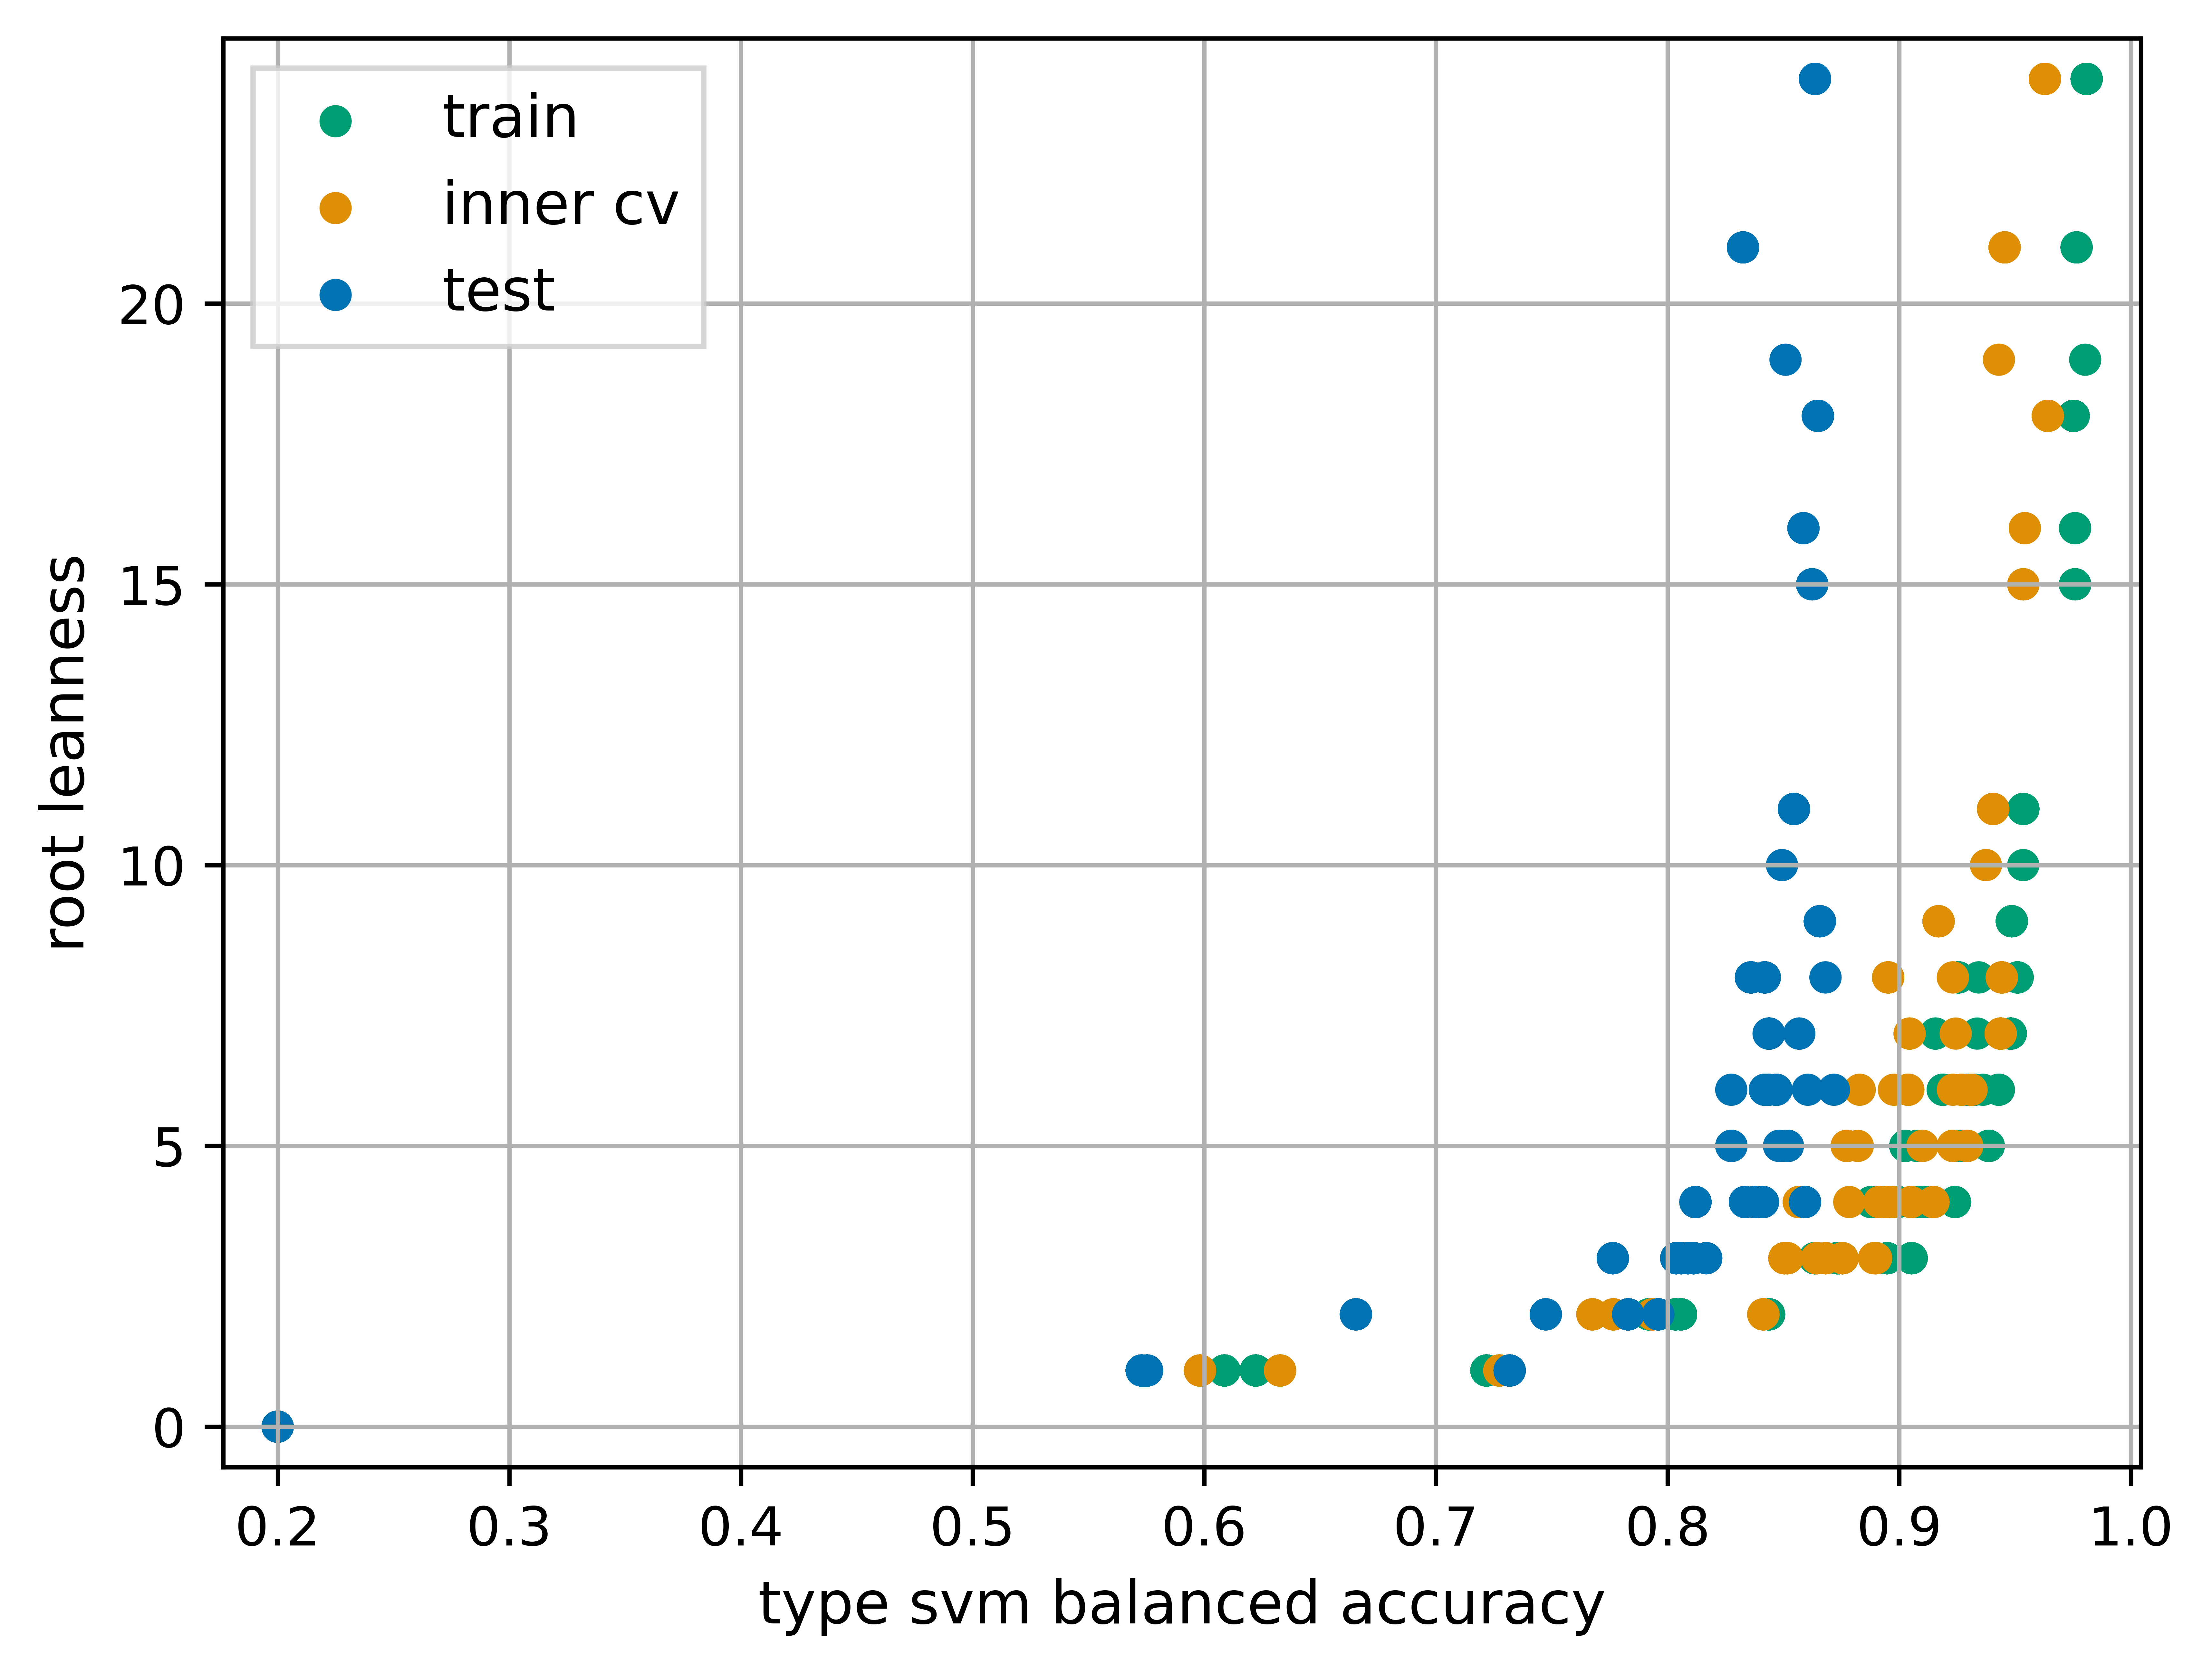 train
inner cv
test
20
15
10
5
0
root leanness
0.2 0.3 0.4 0.5 0.6 0.7 0.8 0.9 1.0
type svm balanced accuracy